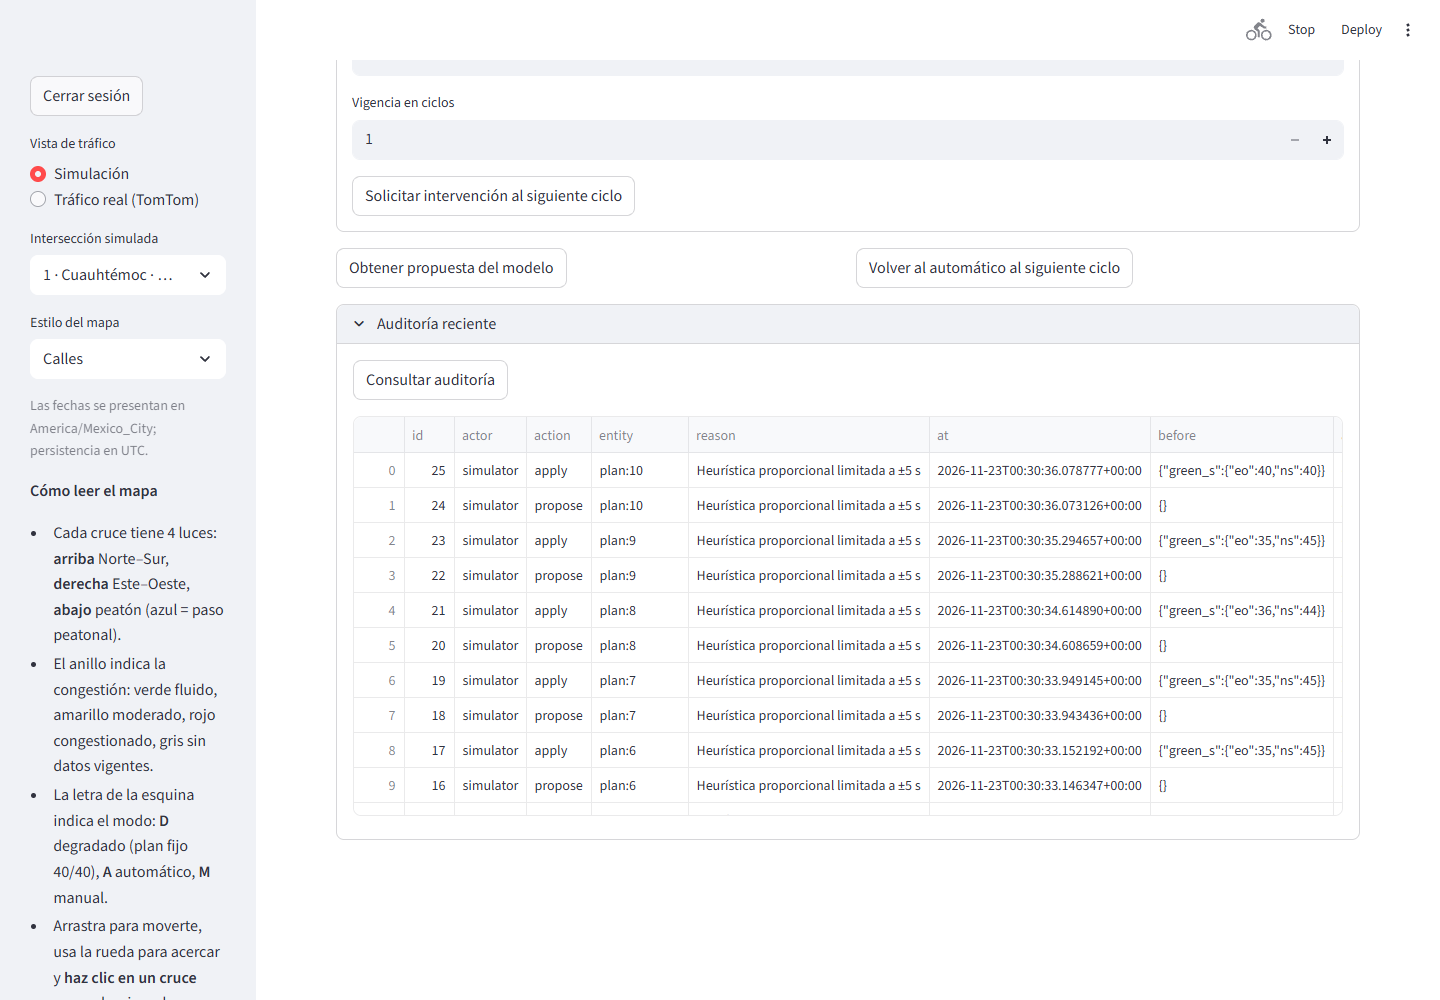 Stop
Deploy
Cerrar sesión
Vista de tráfico
Simulación
Tráfico real (TomTom)
Intersección simulada
1 · Cuauhtémoc · …
Estilo del mapa
Calles
Las fechas se presentan en
America/Mexico_City;
persistencia en UTC.
Cómo leer el mapa
Cada cruce tiene 4 luces:
arriba Norte–Sur,
derecha Este–Oeste,
abajo peatón (azul = paso
peatonal).
El anillo indica la
congestión: verde fluido,
amarillo moderado, rojo
congestionado, gris sin
datos vigentes.
La letra de la esquina
indica el modo: D
degradado (plan fijo
40/40), A automático, M
manual.
Arrastra para moverte,
usa la rueda para acercar
y haz clic en un cruce
Vigencia en ciclos
1
Solicitar intervención al siguiente ciclo
Obtener propuesta del modelo
Volver al automático al siguiente ciclo
Auditoría reciente
Consultar auditoría
id actor action entity reason at before
0 25 simulator apply plan:10 Heurística proporcional limitada a ±5 s 2026-11-23T00:30:36.078777+00:00 {"green_s":{"eo":40,"ns":40}}
1 24 simulator propose plan:10 Heurística proporcional limitada a ±5 s 2026-11-23T00:30:36.073126+00:00 {}
2 23 simulator apply plan:9 Heurística proporcional limitada a ±5 s 2026-11-23T00:30:35.294657+00:00 {"green_s":{"eo":35,"ns":45}}
3 22 simulator propose plan:9 Heurística proporcional limitada a ±5 s 2026-11-23T00:30:35.288621+00:00 {}
4 21 simulator apply plan:8 Heurística proporcional limitada a ±5 s 2026-11-23T00:30:34.614890+00:00 {"green_s":{"eo":36,"ns":44}}
5 20 simulator propose plan:8 Heurística proporcional limitada a ±5 s 2026-11-23T00:30:34.608659+00:00 {}
6 19 simulator apply plan:7 Heurística proporcional limitada a ±5 s 2026-11-23T00:30:33.949145+00:00 {"green_s":{"eo":35,"ns":45}}
7 18 simulator propose plan:7 Heurística proporcional limitada a ±5 s 2026-11-23T00:30:33.943436+00:00 {}
8 17 simulator apply plan:6 Heurística proporcional limitada a ±5 s 2026-11-23T00:30:33.152192+00:00 {"green_s":{"eo":35,"ns":45}}
9 16 simulator propose plan:6 Heurística proporcional limitada a ±5 s 2026-11-23T00:30:33.146347+00:00 {}